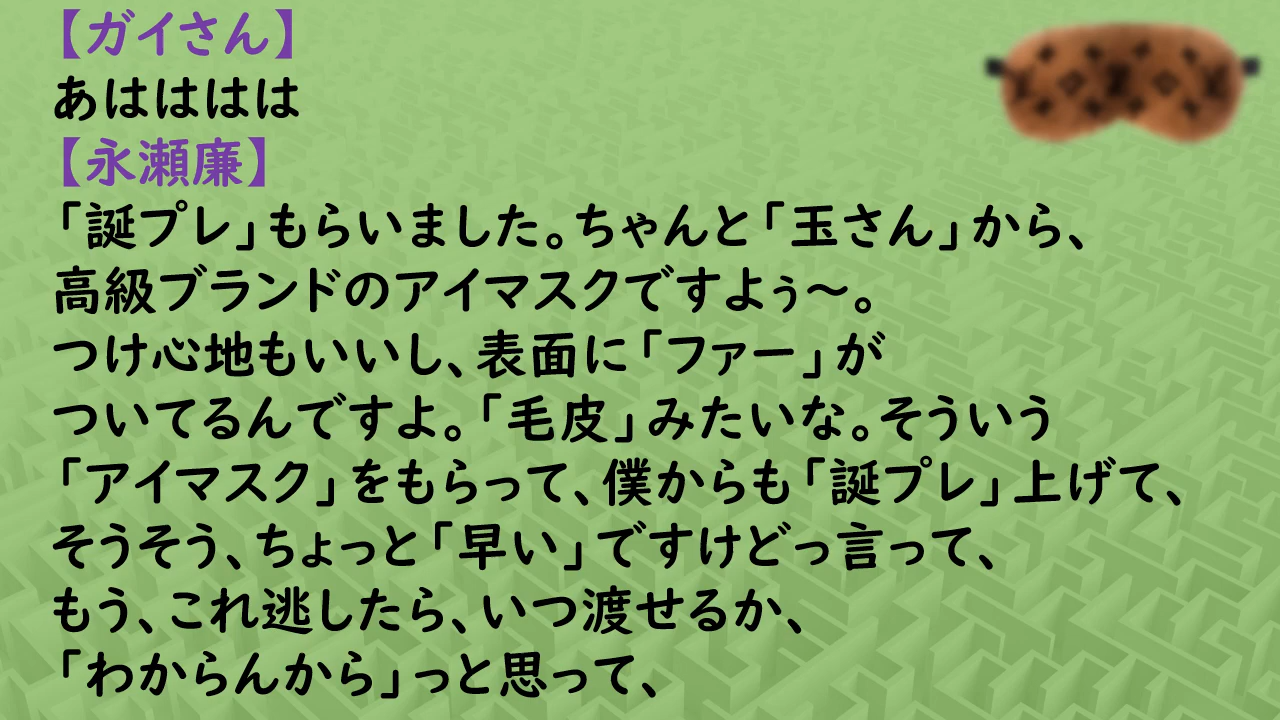 【ガイさん】
あはははは
【永瀬廉】
「誕プレ」もらいました。ちゃんと「玉さん」から、
高級ブランドのアイマスクですよぅ~。
つけ心地もいいし、表面に「ファー」が
ついてるんですよ。「毛皮」みたいな。そういう
「アイマスク」をもらって、僕からも「誕プレ」上げて、
そうそう、ちょっと「早い」ですけどっ言って、
もう、これ逃したら、いつ渡せるか、
「わからんから」っと思って、